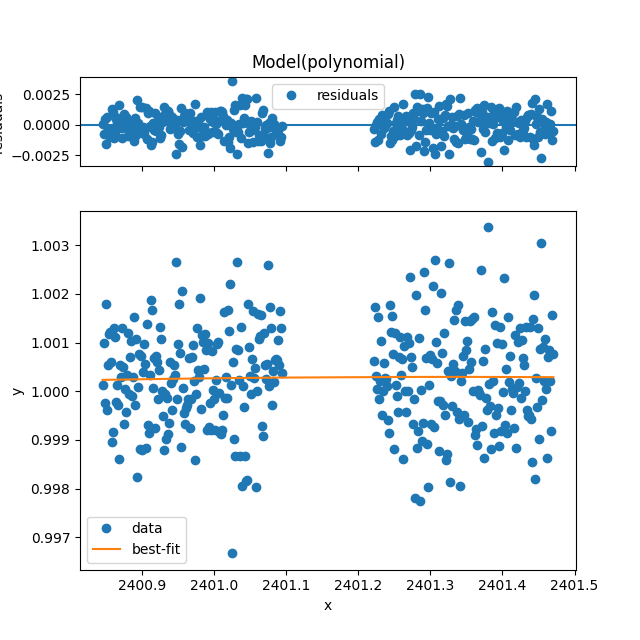 Model(polynomial)
residuals
0.0025
0.0000
−0.0025
residuals
1.003
1.002
1.001
1.000
0.999
0.998
0.997
y
data
best-fit
2400.9 2401.0 2401.1 2401.2 2401.3 2401.4 2401.5
x